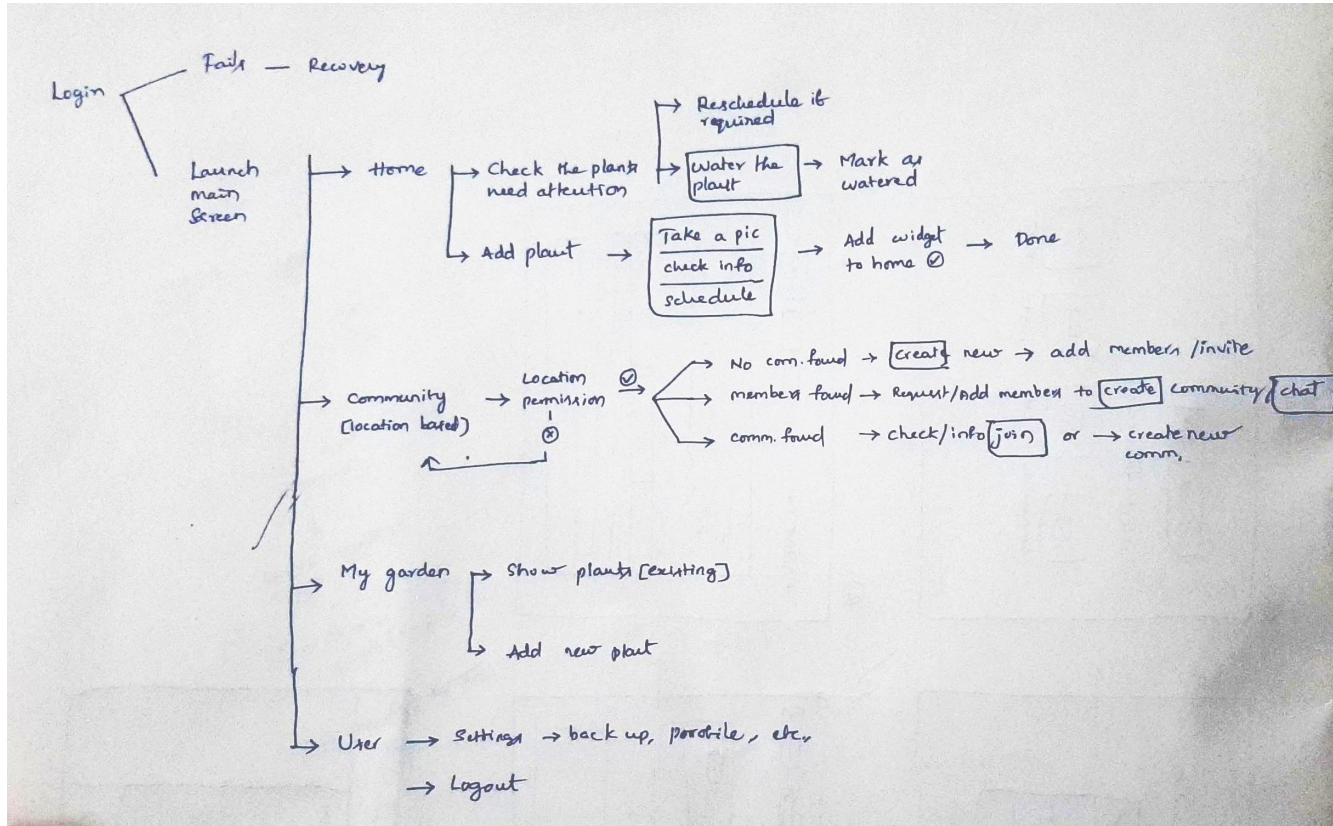 Login
Fails — Recovery
Launch
main
screen
→ Home
→ Check the plants
need attention
→ Reschedule if
required
→ Water the
plant
→ Mark as
watered
→ Add plant →
Take a pic
check info
schedule
→ Add widget
to home ✓
→ Done
→ Community
[location based]
→ Location
permission
✓
ⓧ
→ No com. found → create new → add members / invite
→ members found → Request/Add members to create community / chat
→ comm. found → check/info join or → create new
comm.
→ My garden
→ Show plants [existing]
→ Add new plant
→ User → Settings → back up, porofile, etc.,
→ Logout